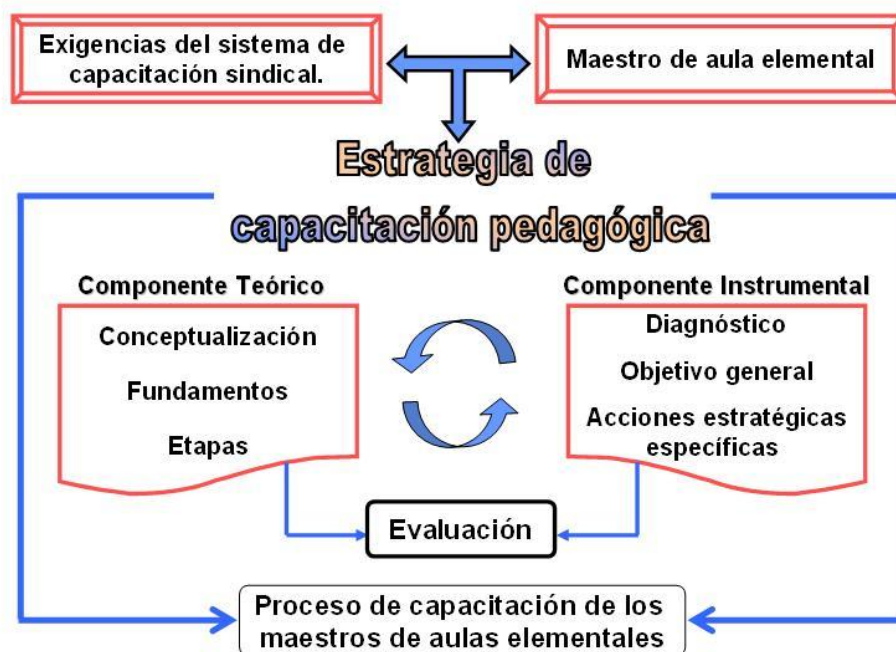 Exigencias del sistema de
capacitación sindical.
Maestro de aula elemental
Estrategia de
capacitación pedagógica
Componente Teórico
Conceptualización
Fundamentos
Etapas
Componente Instrumental
Diagnóstico
Objetivo general
Acciones estratégicas
específicas
Evaluación
Proceso de capacitación de los
maestros de aulas elementales